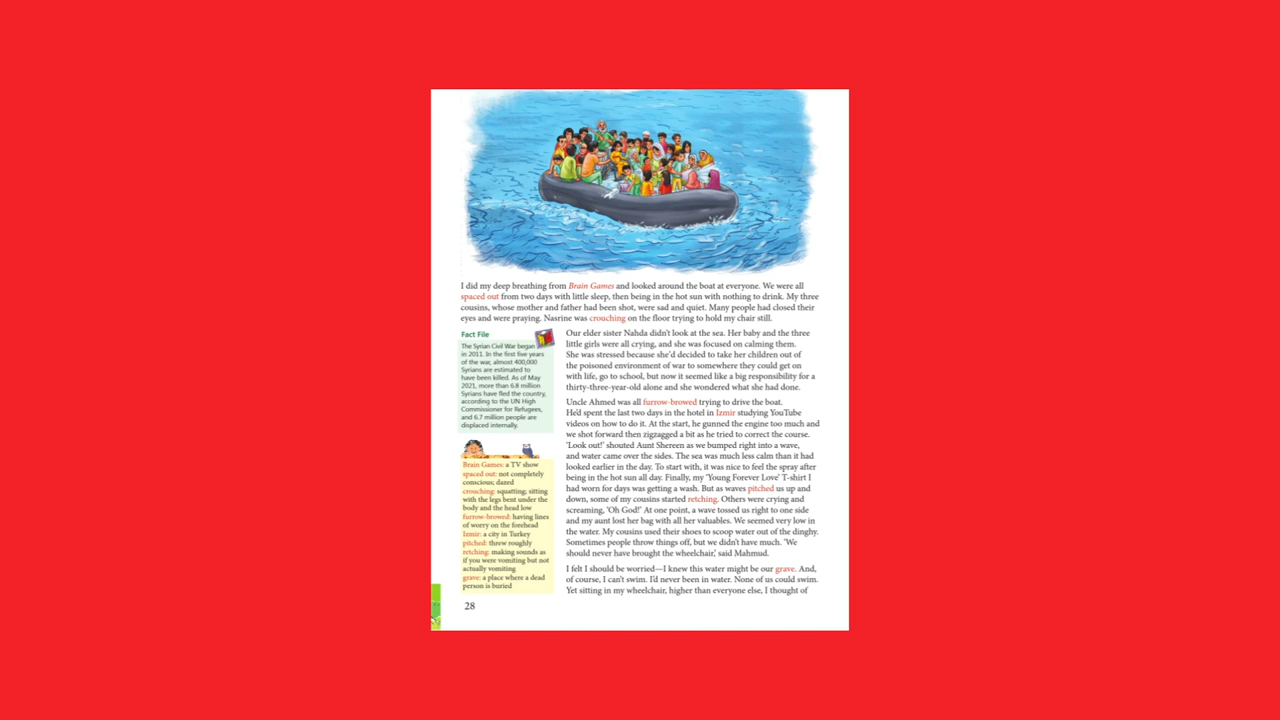 I did my deep breathing from Brain Games and looked around the boat at everyone. We were all
spaced out from two days with little sleep, then being in the hot sun with nothing to drink. My three
cousins, whose mother and father had been shot, were sad and quiet. Many people had closed their
eyes and were praying. Nasrine was crouching on the floor trying to hold my chair still.
Fact File
The Syrian Civil War began
in 2011. In the first five years
of the war, almost 400,000
Syrians are estimated to
have been killed. As of May
2021, more than 6.8 million
Syrians have fled the country,
according to the UN High
Commissioner for Refugees,
and 6.7 million people are
displaced internally.
Brain Games: a TV show
spaced out: not completely
conscious; dazed
crouching: squatting; sitting
with the legs bent under the
body and the head low
furrow-browed: having lines
of worry on the forehead
Izmir: a city in Turkey
pitched: threw roughly
retching: making sounds as
if you were vomiting but not
actually vomiting
grave: a place where a dead
person is buried
Our elder sister Nahda didn't look at the sea. Her baby and the three
little girls were all crying, and she was focused on calming them.
She was stressed because she'd decided to take her children out of
the poisoned environment of war to somewhere they could get on
with life, go to school, but now it seemed like a big responsibility for a
thirty-three-year-old alone and she wondered what she had done.
Uncle Ahmed was all furrow-browed trying to drive the boat.
He'd spent the last two days in the hotel in Izmir studying YouTube
videos on how to do it. At the start, he gunned the engine too much and
we shot forward then zigzagged a bit as he tried to correct the course.
'Look out!' shouted Aunt Shereen as we bumped right into a wave,
and water came over the sides. The sea was much less calm than it had
looked earlier in the day. To start with, it was nice to feel the spray after
being in the hot sun all day. Finally, my 'Young Forever Love' T-shirt I
had worn for days was getting a wash. But as waves pitched us up and
down, some of my cousins started retching. Others were crying and
screaming, 'Oh God!' At one point, a wave tossed us right to one side
and my aunt lost her bag with all her valuables. We seemed very low in
the water. My cousins used their shoes to scoop water out of the dinghy.
Sometimes people throw things off, but we didn't have much. 'We
should never have brought the wheelchair,' said Mahmud.
I felt I should be worried—I knew this water might be our grave. And,
of course, I can't swim. I'd never been in water. None of us could swim.
Yet sitting in my wheelchair, higher than everyone else, I thought of
28